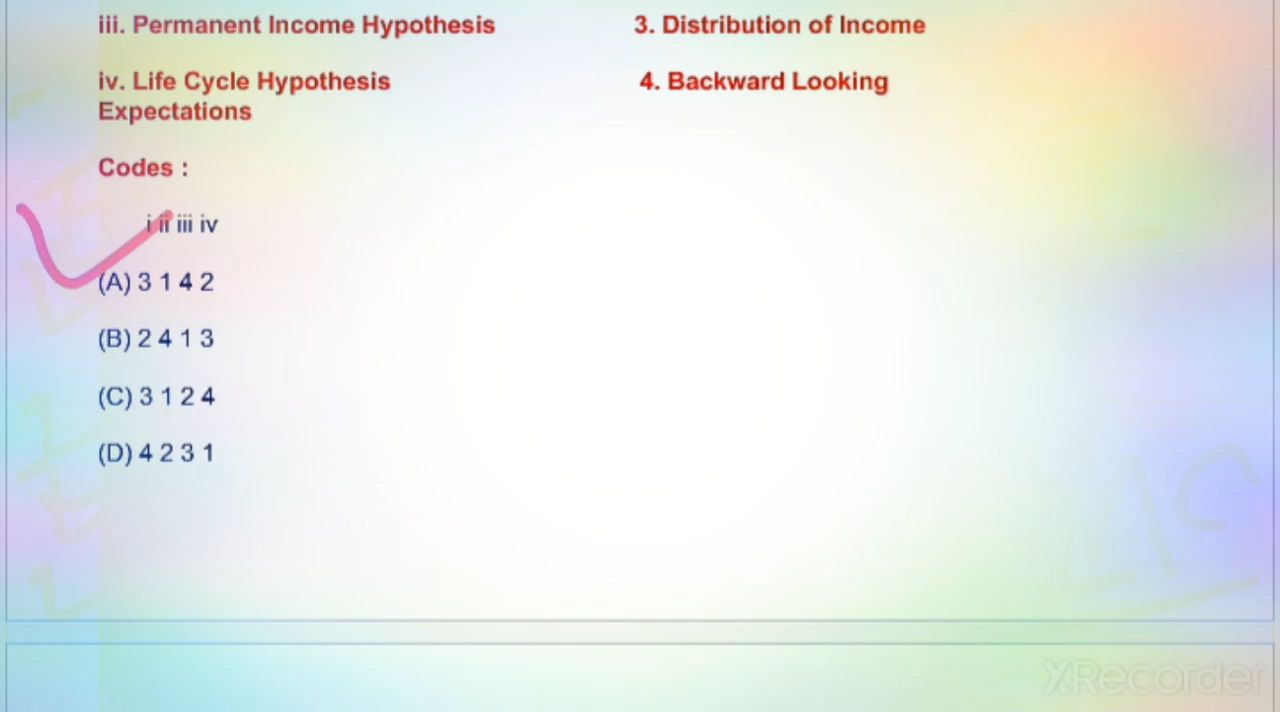 iii. Permanent Income Hypothesis 3. Distribution of Income
iv. Life Cycle Hypothesis 4. Backward Looking
Expectations
Codes :
i ii iii iv
(A) 3 1 4 2
(B) 2 4 1 3
(C) 3 1 2 4
(D) 4 2 3 1
XRecorder